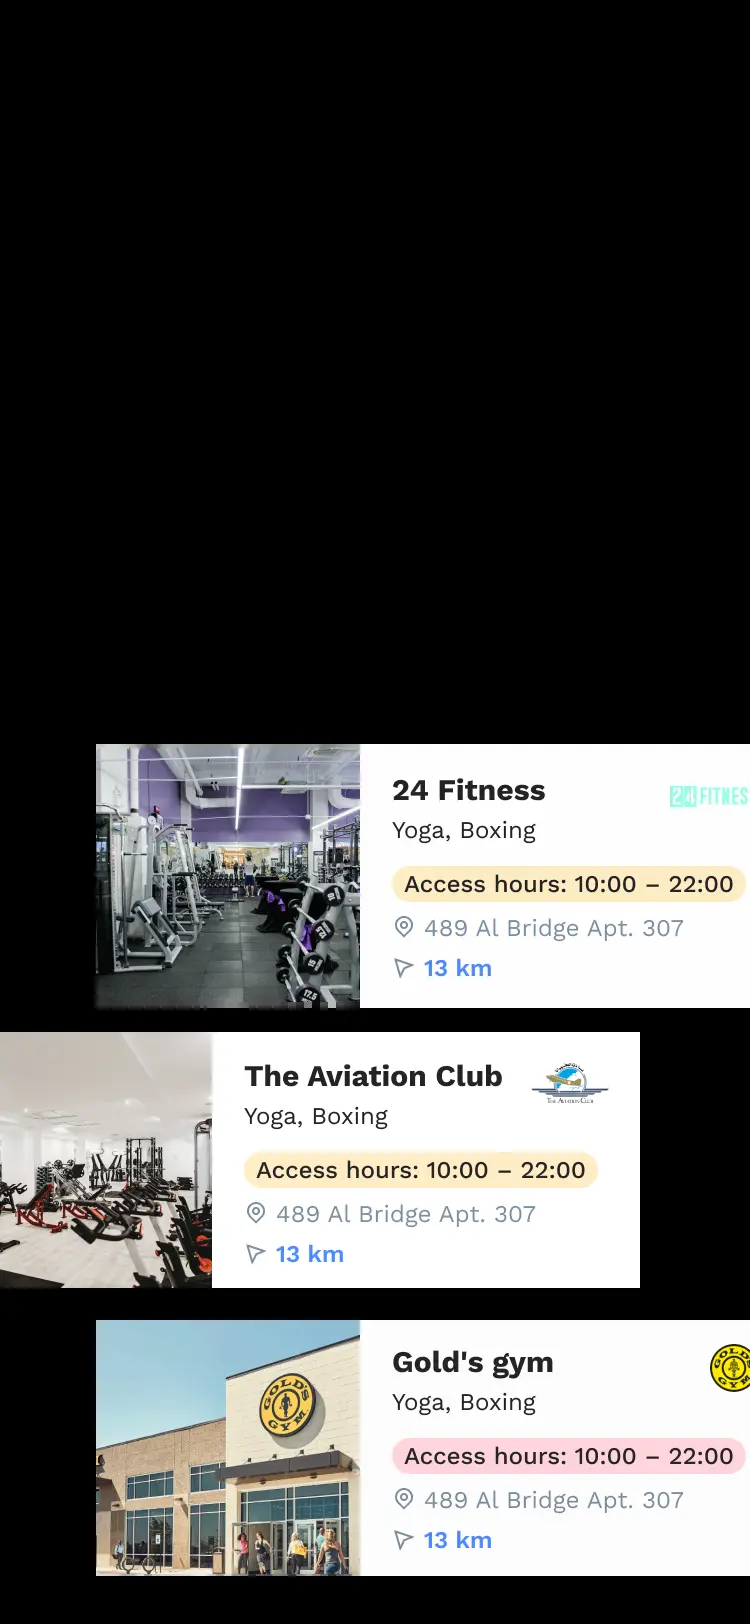 24 Fitness
24 FITNES
Yoga, Boxing
Access hours: 10:00 – 22:00
489 Al Bridge Apt. 307
13 km
17.5
The Aviation Club
THE AVIATION CLUB
Yoga, Boxing
Access hours: 10:00 – 22:00
489 Al Bridge Apt. 307
13 km
GOLD'S GYM
Gold's gym
Yoga, Boxing
Access hours: 10:00 – 22:00
489 Al Bridge Apt. 307
13 km